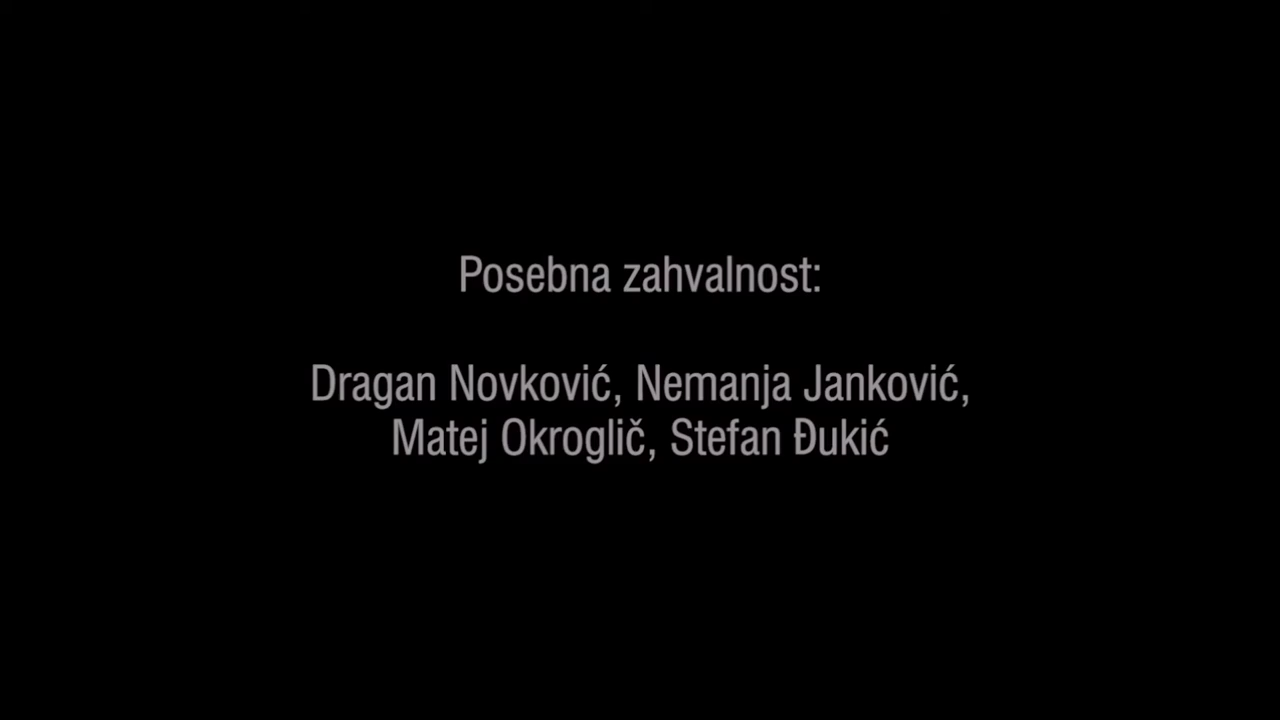 Posebna zahvalnost:
Dragan Novković, Nemanja Janković,
Matej Okroglič, Stefan Đukić